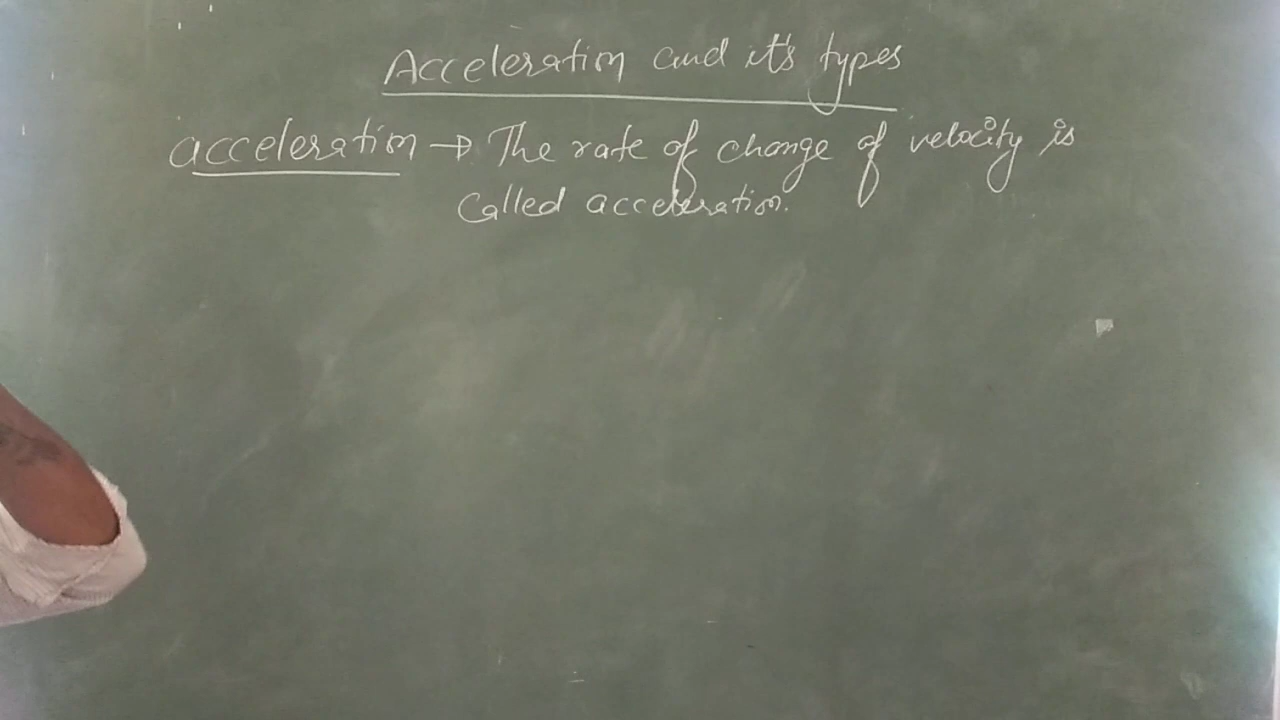 Acceleration and it's types
acceleration → The rate of change of velocity is
Called acceleration.